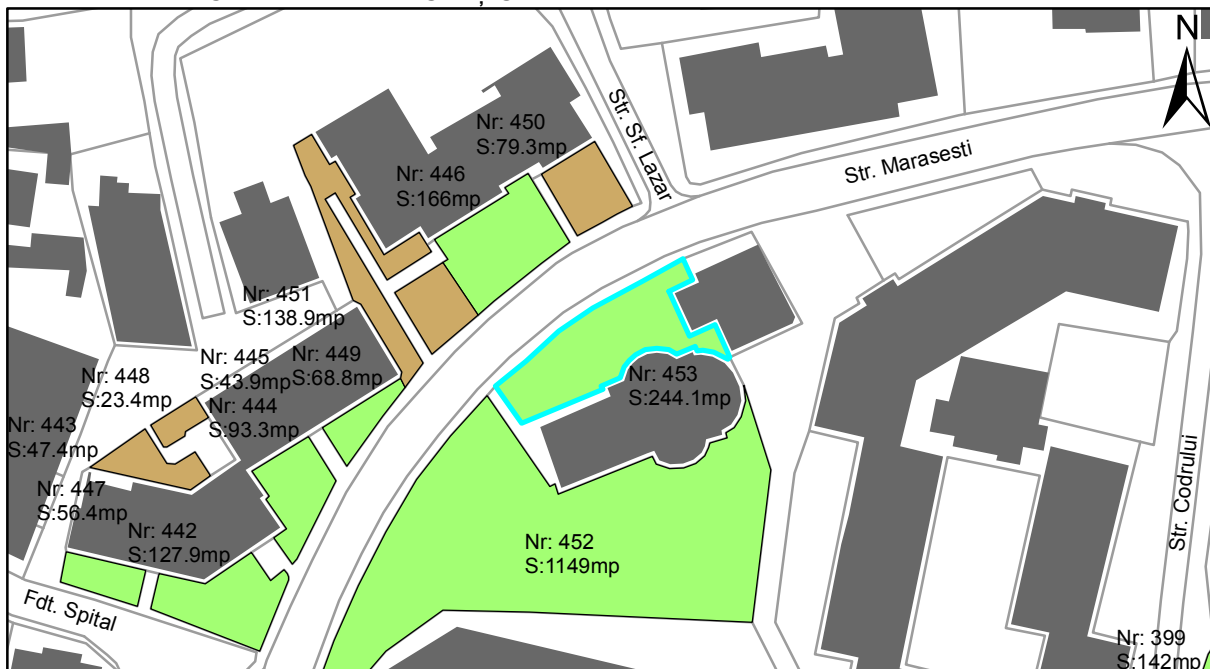 N
Str. Sf. Lazar
Str. Marasesti
Nr: 450
S:79.3mp
Nr: 446
S:166mp
Nr: 451
S:138.9mp
Nr: 445
S:43.9mp
Nr: 449
S:68.8mp
Nr: 448
S:23.4mp
Nr: 444
S:93.3mp
Nr: 453
S:244.1mp
Nr: 443
S:47.4mp
Nr: 447
S:56.4mp
Nr: 442
S:127.9mp
Nr: 452
S:1149mp
Str. Codrului
Fdt. Spital
Nr: 399
S:142mp